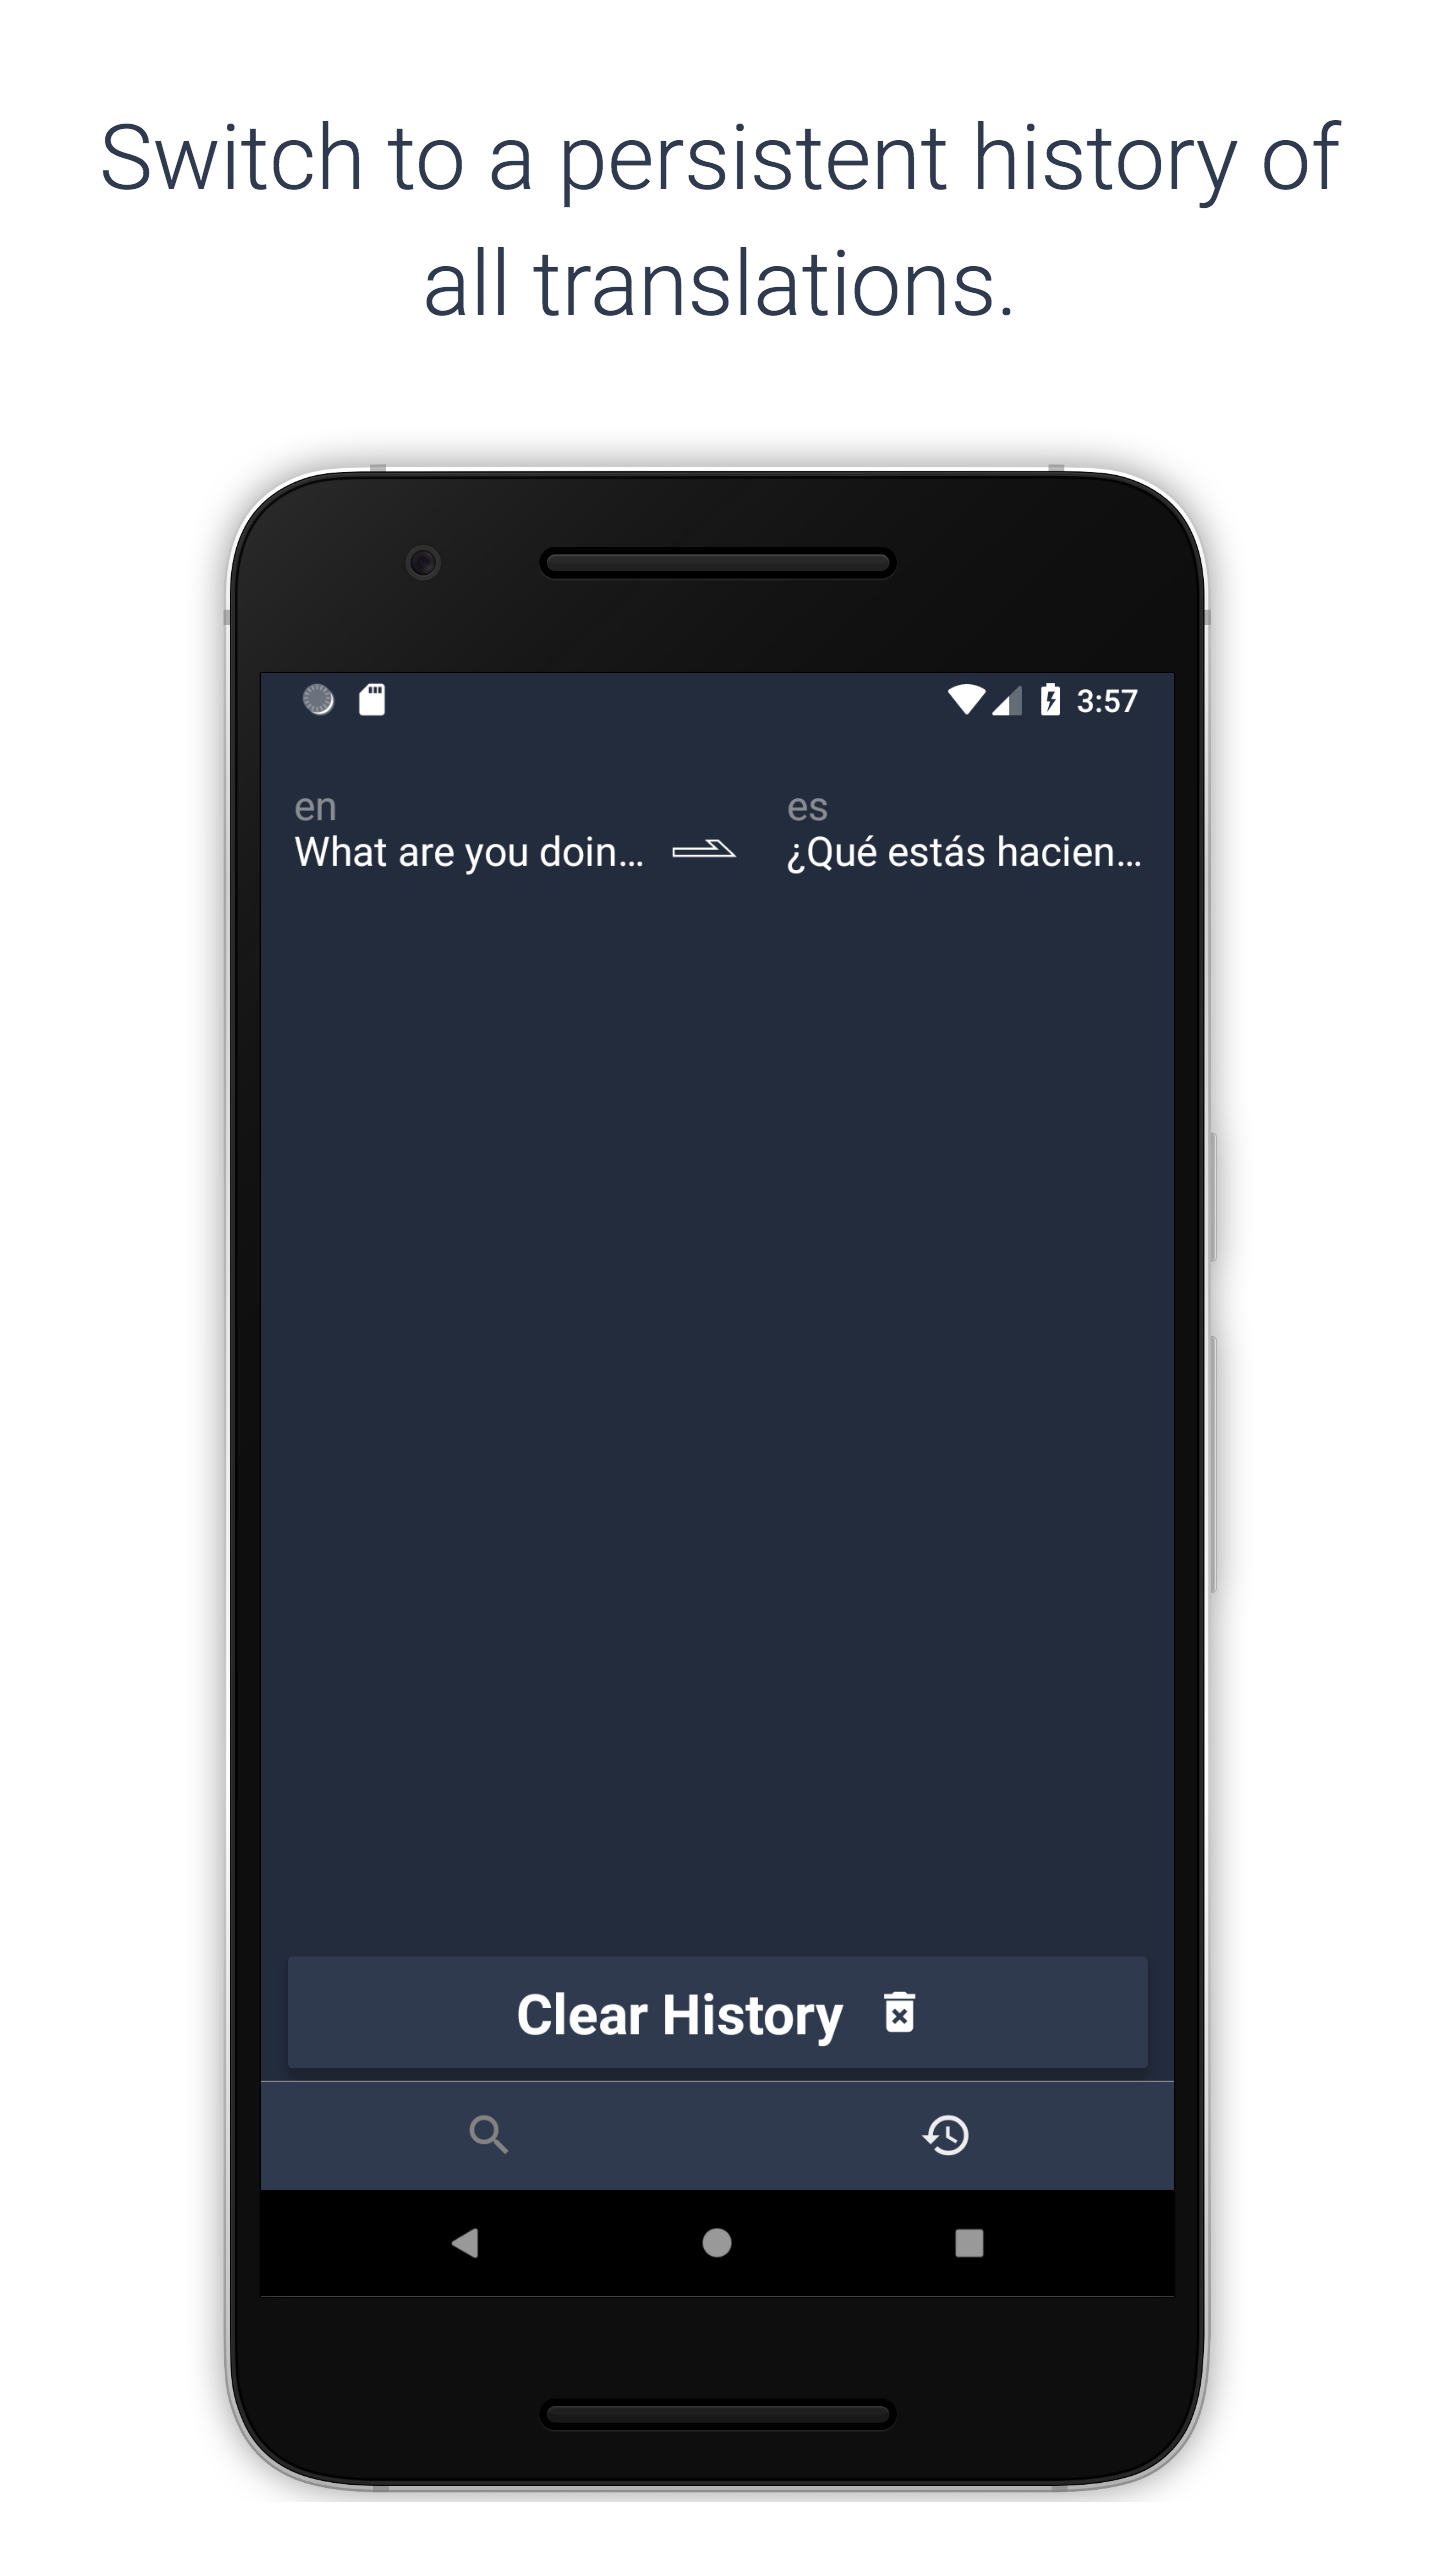 Switch to a persistent history of
all translations.
3:57
en
es
What are you doin...
¿Qué estás hacien...
Clear History